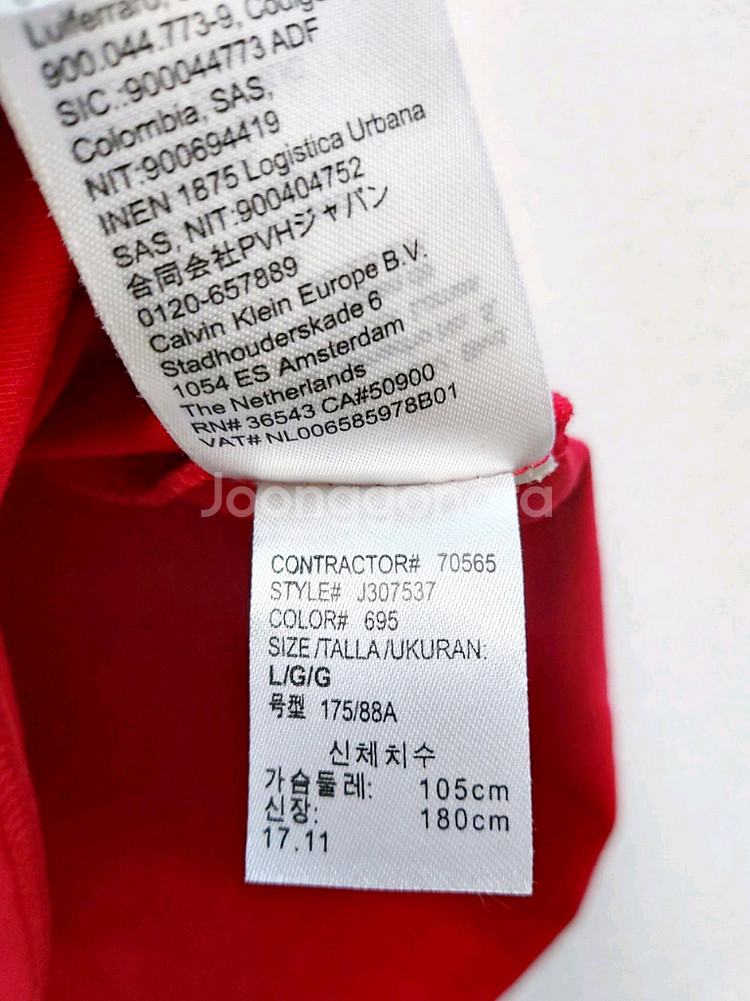 900.044.773-9, Código
SIC.:900044773 ADF
Colombia, SAS,
NIT:900694419
INEN 1875 Logistica Urbana
SAS, NIT:900404752
合同会社PVHジャパン
0120-657889
Calvin Klein Europe B.V.
Stadhouderskade 6
1054 ES Amsterdam
The Netherlands
RN# 36543 CA#50900
VAT# NL006585978B01
Joonggonara
CONTRACTOR# 70565
STYLE# J307537
COLOR# 695
SIZE/TALLA/UKURAN:
L/G/G
号型 175/88A
신체치수
가슴둘레: 105cm
신장: 180cm
17.11